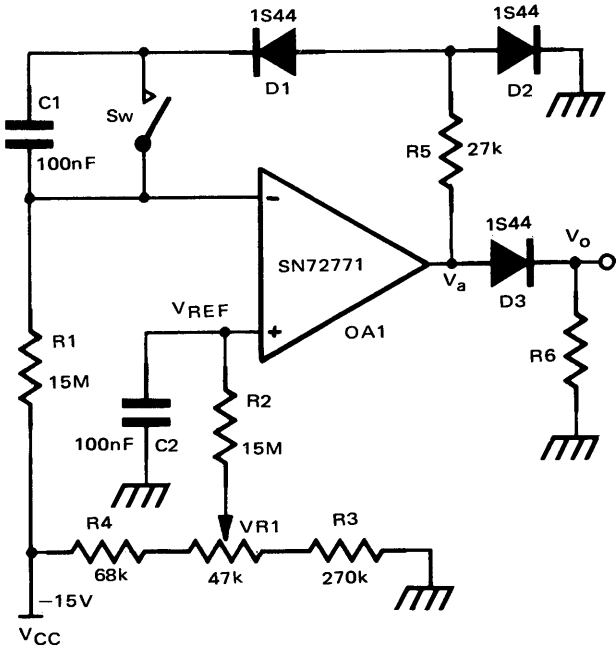 1S44
1S44
C1
D1
D2
Sw
100nF
R5
27k
–
1S44
SN72771
Vo
Va
VREF
D3
+
OA1
R1
15M
R2
R6
100nF
C2
15M
R4
VR1
R3
68k
47k
270k
–15V
VCC